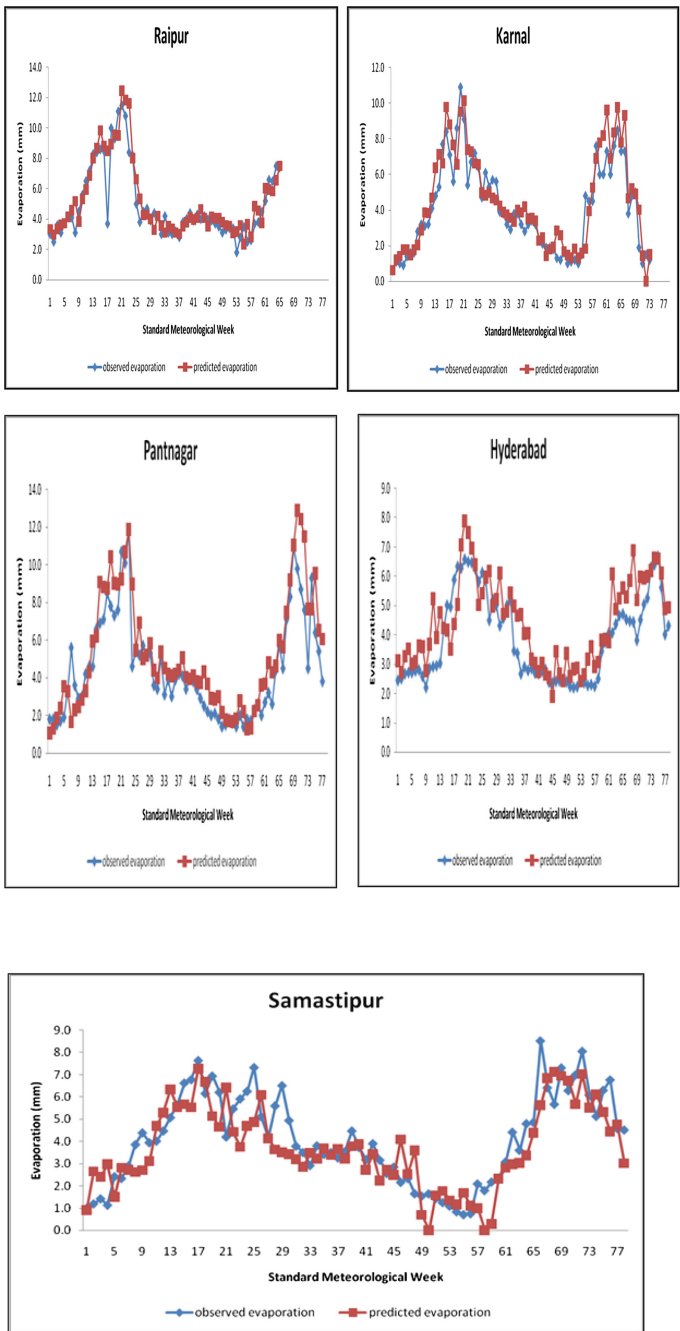 Raipur
Evaporation (mm)
14.0
12.0
10.0
8.0
6.0
4.0
2.0
0.0
1 5 9 13 17 21 25 29 33 37 41 45 49 53 57 61 65 69 73 77
Standard Meteorological Week
observed evaporation predicted evaporation
Karnal
Evaporation (mm)
12.0
10.0
8.0
6.0
4.0
2.0
0.0
1 5 9 13 17 21 25 29 33 37 41 45 49 53 57 61 65 69 73 77
Standard Meteorological Week
observed evaporation predicted evaporation
Pantnagar
Evaporation (mm)
14.0
12.0
10.0
8.0
6.0
4.0
2.0
0.0
1 5 9 13 17 21 25 29 33 37 41 45 49 53 57 61 65 69 73 77
Standard Meteorological Week
observed evaporation predicted evaporation
Hyderabad
Evaporation (mm)
9.0
8.0
7.0
6.0
5.0
4.0
3.0
2.0
1.0
0.0
1 5 9 13 17 21 25 29 33 37 41 45 49 53 57 61 65 69 73 77
Standard Meteorological Week
observed evaporation predicted evaporation
Samastipur
Evaporation (mm)
9.0
8.0
7.0
6.0
5.0
4.0
3.0
2.0
1.0
0.0
1 5 9 13 17 21 25 29 33 37 41 45 49 53 57 61 65 69 73 77
Standard Meteorological Week
observed evaporation predicted evaporation